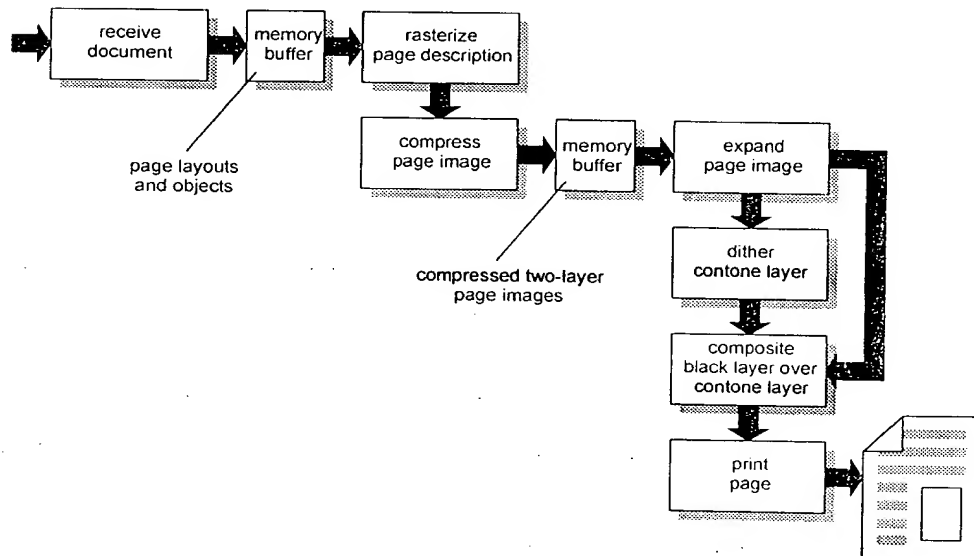 receive
document
memory
buffer
rasterize
page description
compress
page image
memory
buffer
expand
page image
page layouts
and objects
dither
contone layer
compressed two-layer
page images
composite
black layer over
contone layer
print
page